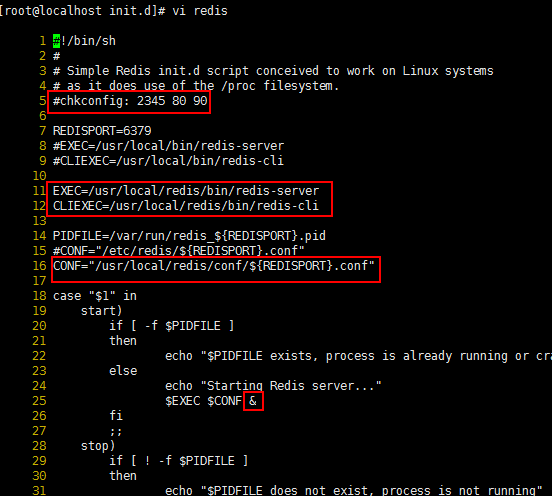 [root@localhost init.d]# vi redis
1 #!/bin/sh
2 #
3 # Simple Redis init.d script conceived to work on Linux systems
4 # as it does use of the /proc filesystem.
5 #chkconfig: 2345 80 90
6
7 REDISPORT=6379
8 #EXEC=/usr/local/bin/redis-server
9 #CLIEXEC=/usr/local/bin/redis-cli
10
11 EXEC=/usr/local/redis/bin/redis-server
12 CLIEXEC=/usr/local/redis/bin/redis-cli
13
14 PIDFILE=/var/run/redis_${REDISPORT}.pid
15 #CONF="/etc/redis/${REDISPORT}.conf"
16 CONF="/usr/local/redis/conf/${REDISPORT}.conf"
17
18 case "$1" in
19 start)
20 if [ -f $PIDFILE ]
21 then
22 echo "$PIDFILE exists, process is already running or cra
23 else
24 echo "Starting Redis server..."
25 $EXEC $CONF &
26 fi
27 ;;
28 stop)
29 if [ ! -f $PIDFILE ]
30 then
31 echo "$PIDFILE does not exist, process is not running"